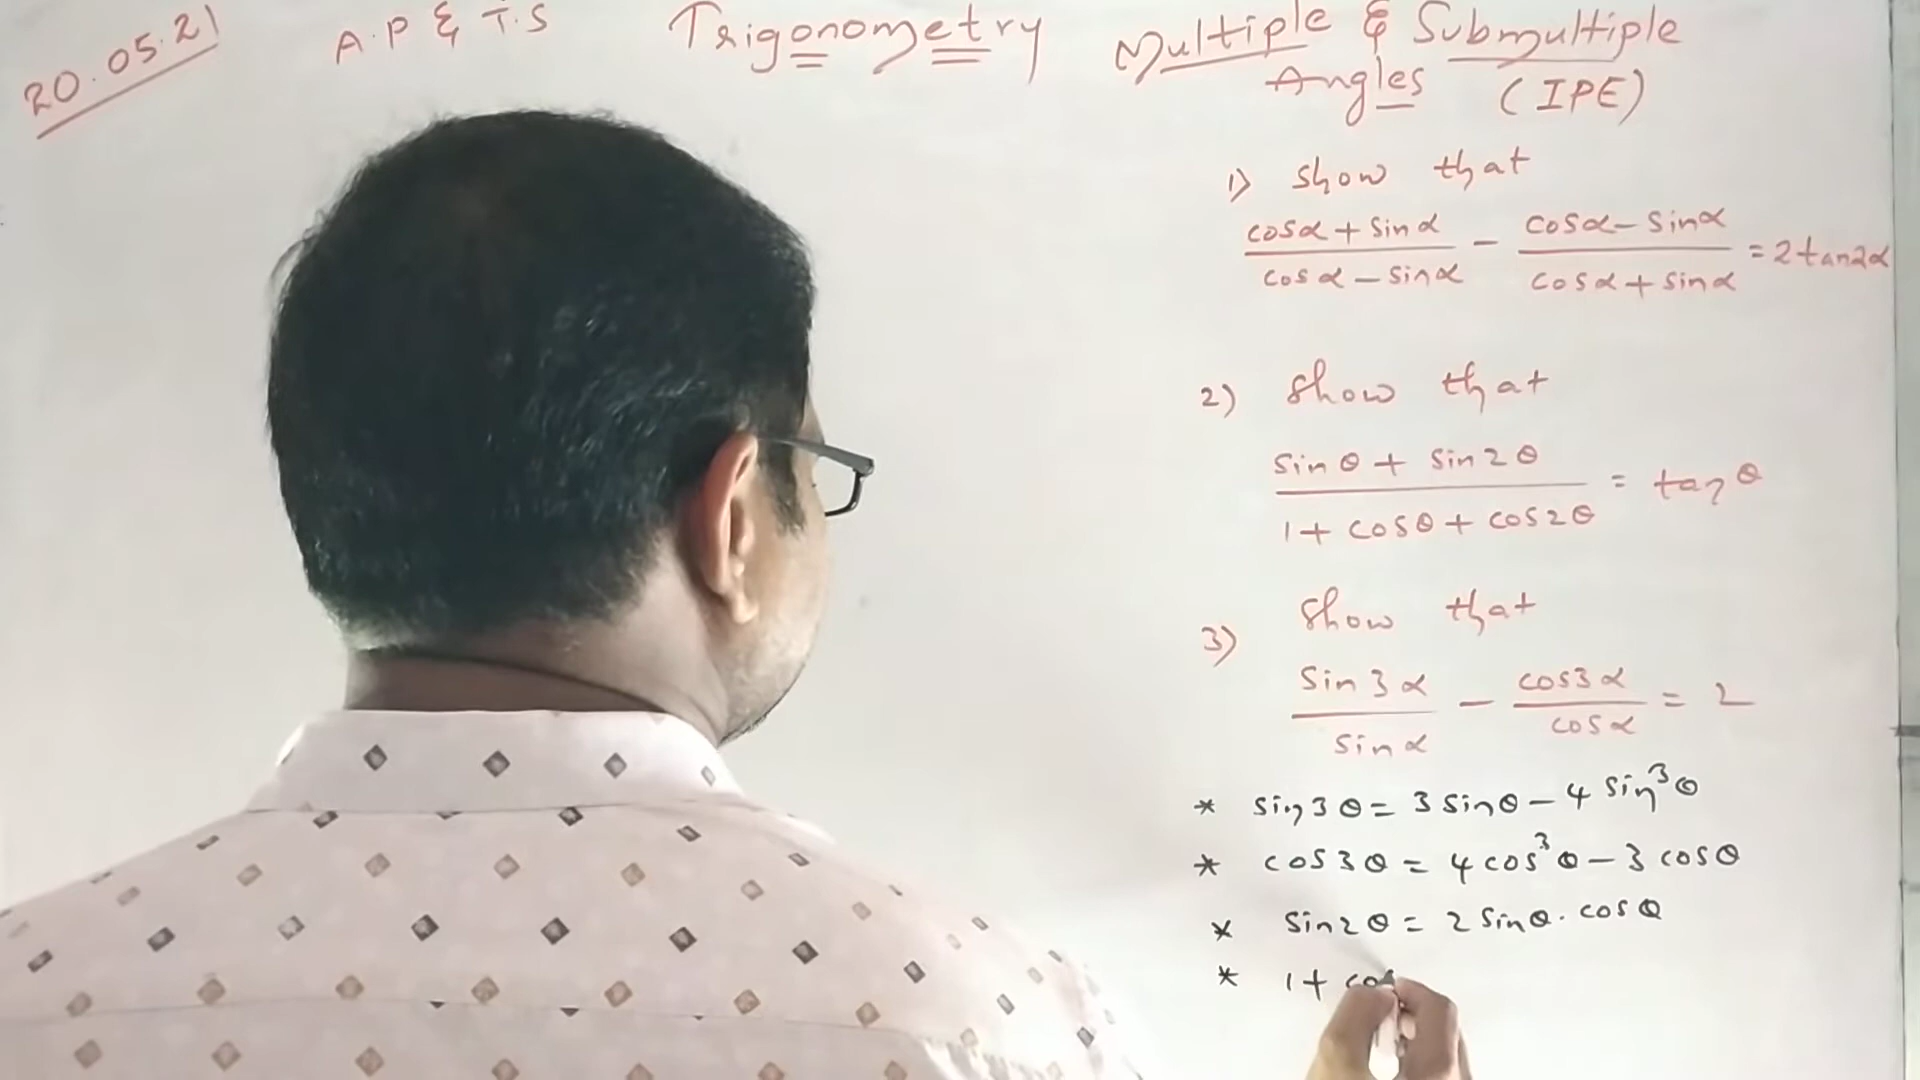 20.05.21
A.P & T.S
Trigonometry
Multiple & Submultiple
Angles (IPE)
1) Show that
cosα + sinα / cosα - sinα - cosα - sinα / cosα + sinα = 2tan2α
2) Show that
sinθ + sin2θ / 1 + cosθ + cos2θ = tanθ
3) Show that
sin3α / sinα - cos3α / cosα = 2
* sin3θ = 3sinθ - 4sin³θ
* cos3θ = 4cos³θ - 3cosθ
* sin2θ = 2sinθ.cosθ
* 1 + cos